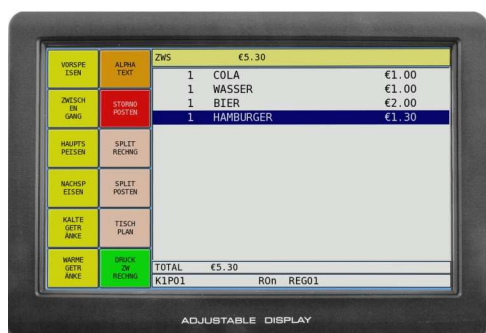 VORSPE
ISEN
ALPHA
TEXT
ZWISCH
EN
GANG
STORNO
POSTEN
HAUPTS
PEISEN
SPLIT
RECHNG
NACHSP
EISEN
SPLIT
POSTEN
KALTE
GETR
ÄNKE
TISCH
PLAN
WARME
GETR
ÄNKE
DRUCK
ZW
RECHNG
ZWS €5.30
1 COLA €1.00
1 WASSER €1.00
1 BIER €2.00
1 HAMBURGER €1.30
TOTAL €5.30
K1P01 ROn REG01
ADJUSTABLE DISPLAY